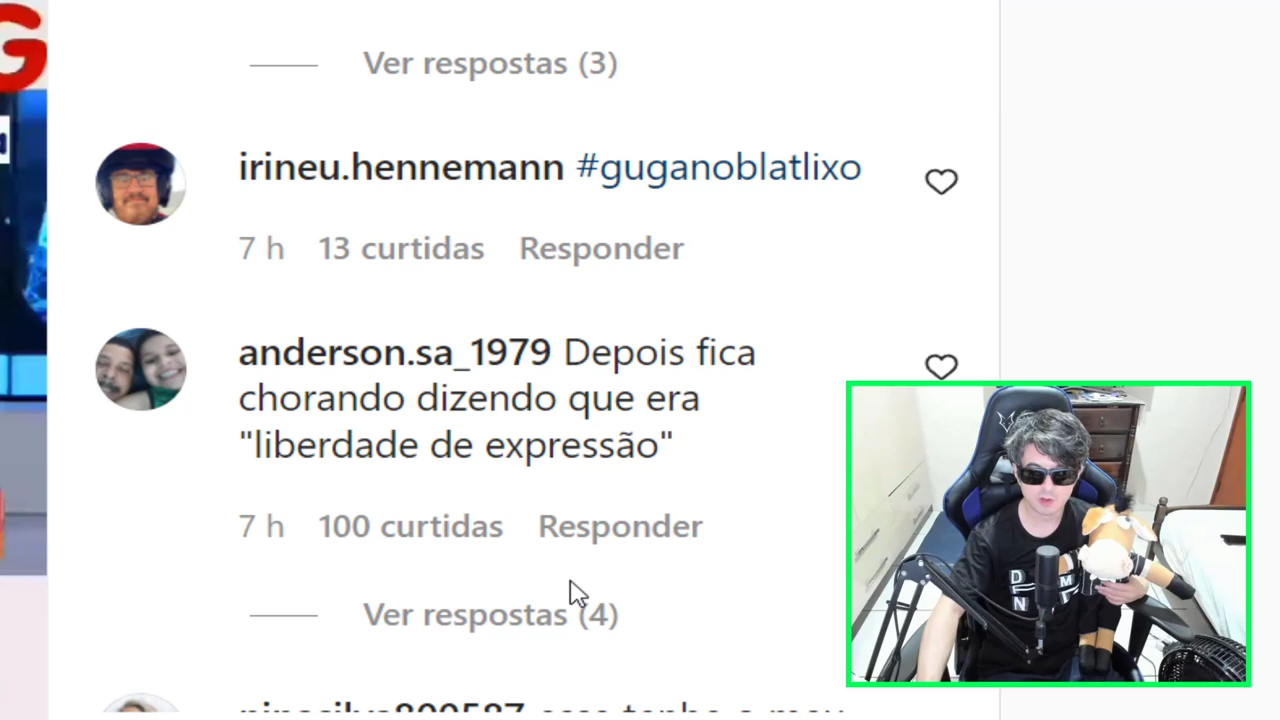 G
Ver respostas (3)
irineu.hennemann #guganoblatlixo
7 h 13 curtidas Responder
anderson.sa_1979 Depois fica
chorando dizendo que era
"liberdade de expressão"
7 h 100 curtidas Responder
Ver respostas (4)